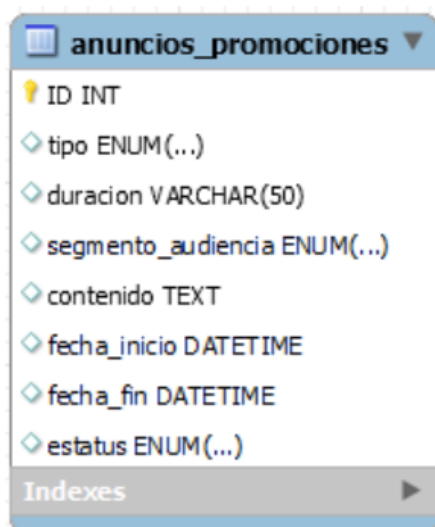 anuncios_promociones
ID INT
tipo ENUM(...)
duracion VARCHAR(50)
segmento_audiencia ENUM(...)
contenido TEXT
fecha_inicio DATETIME
fecha_fin DATETIME
estatus ENUM(...)
Indexes